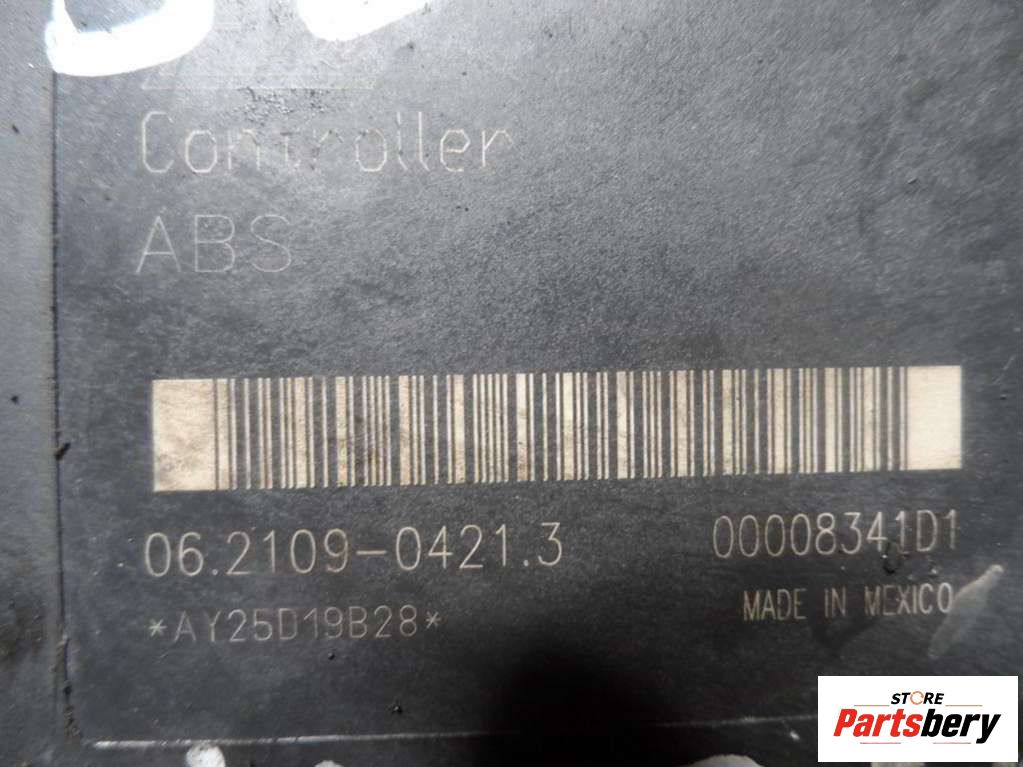 Controller
ABS
06.2109-0421.3
00008341D1
*AY25D19B28*
MADE IN MEXICO
STORE
Partsbery